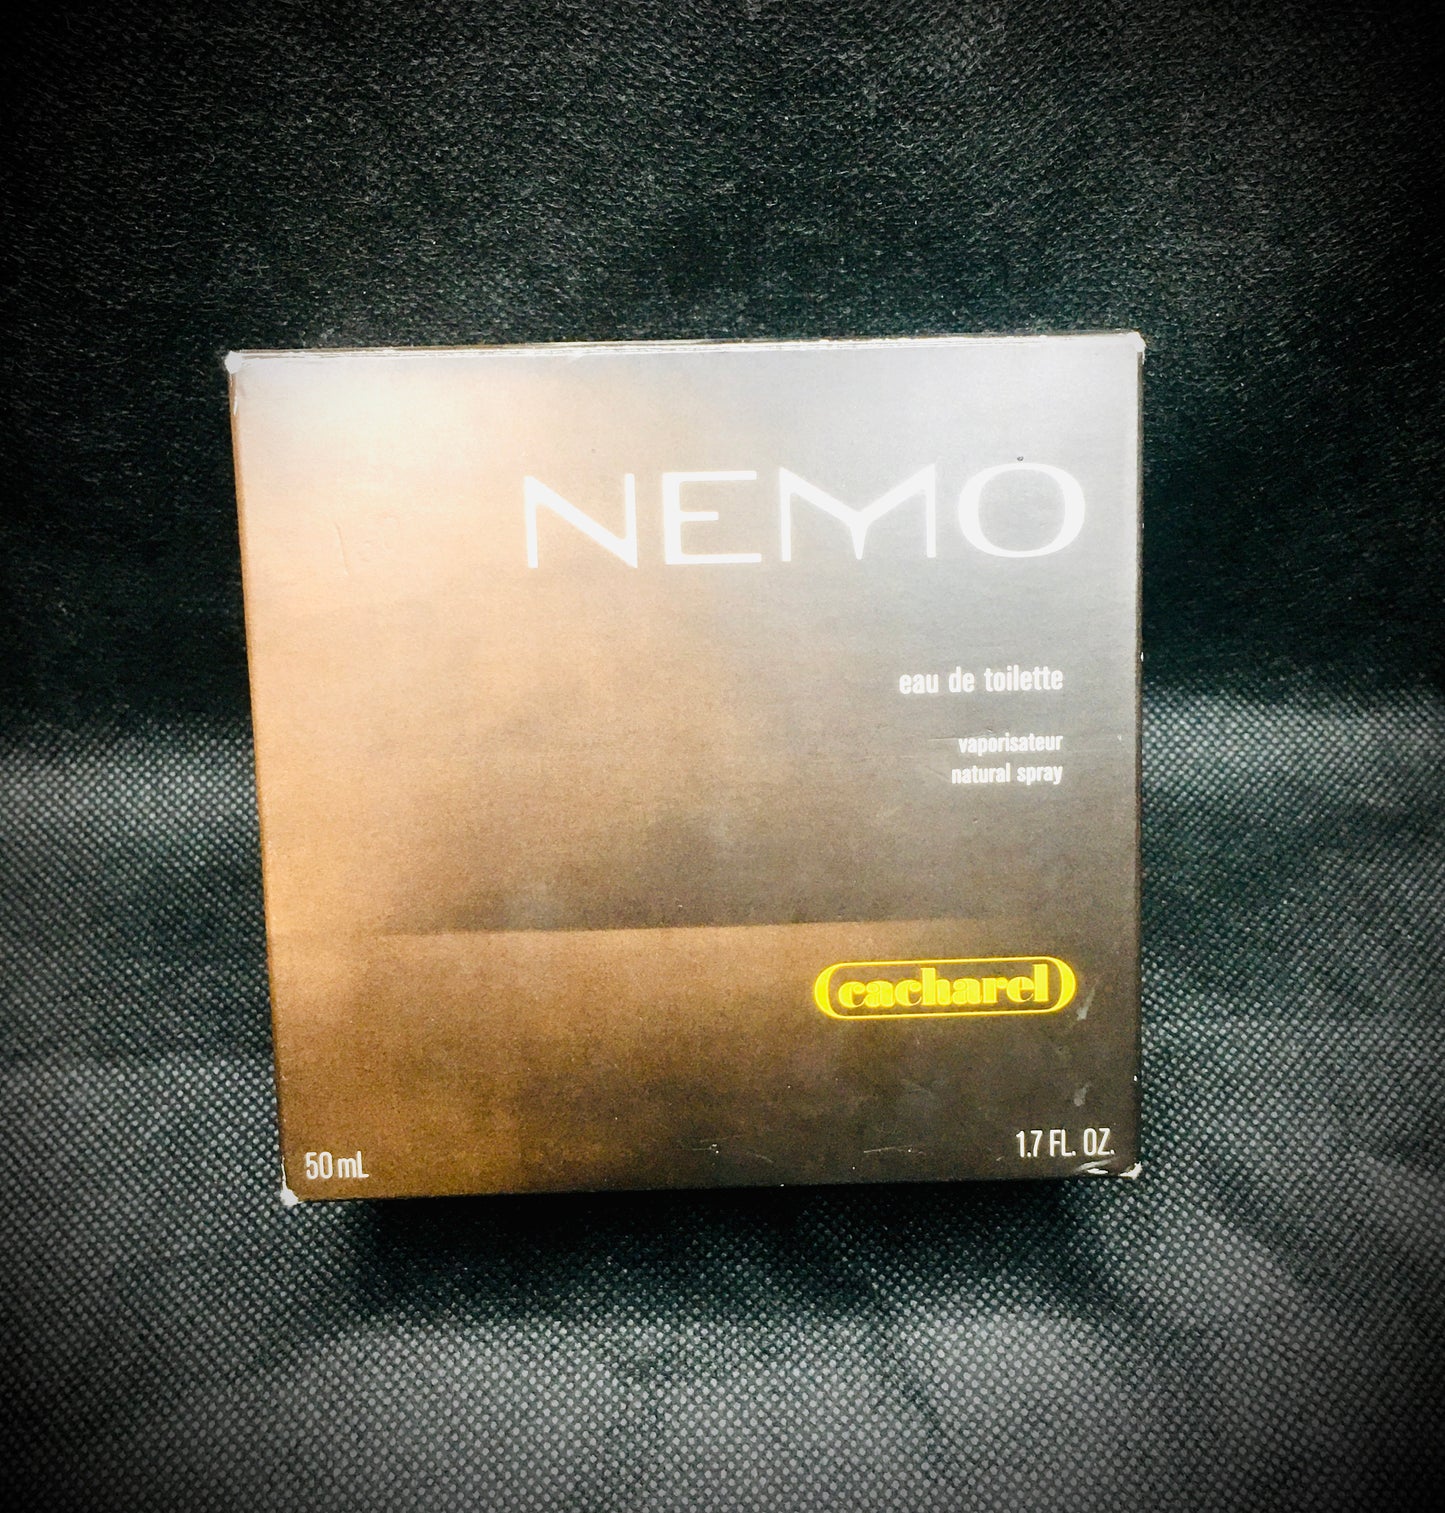 NEMO
eau de toilette
vaporisateur
natural spray
cacharel
50 mL
1.7 FL. OZ.